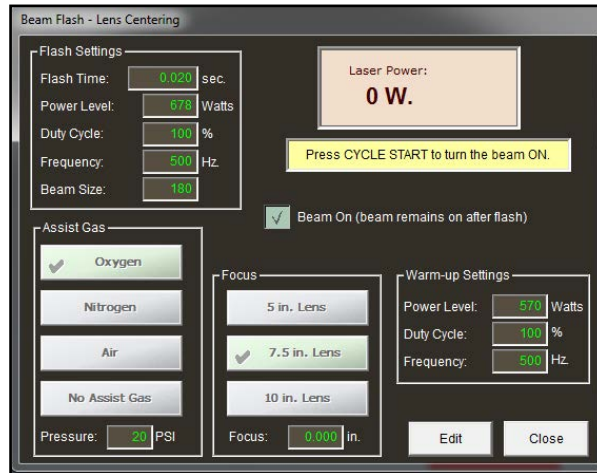 Beam Flash - Lens Centering
Flash Settings
Flash Time: 0.020 sec.
Power Level: 678 Watts
Duty Cycle: 100 %
Frequency: 500 Hz.
Beam Size: 180
Laser Power:
0 W.
Press CYCLE START to turn the beam ON.
Beam On (beam remains on after flash)
Assist Gas
Oxygen
Nitrogen
Air
No Assist Gas
Pressure: 20 PSI
Focus
5 in. Lens
7.5 in. Lens
10 in. Lens
Focus: 0.000 in.
Warm-up Settings
Power Level: 570 Watts
Duty Cycle: 100 %
Frequency: 500 Hz.
Edit
Close